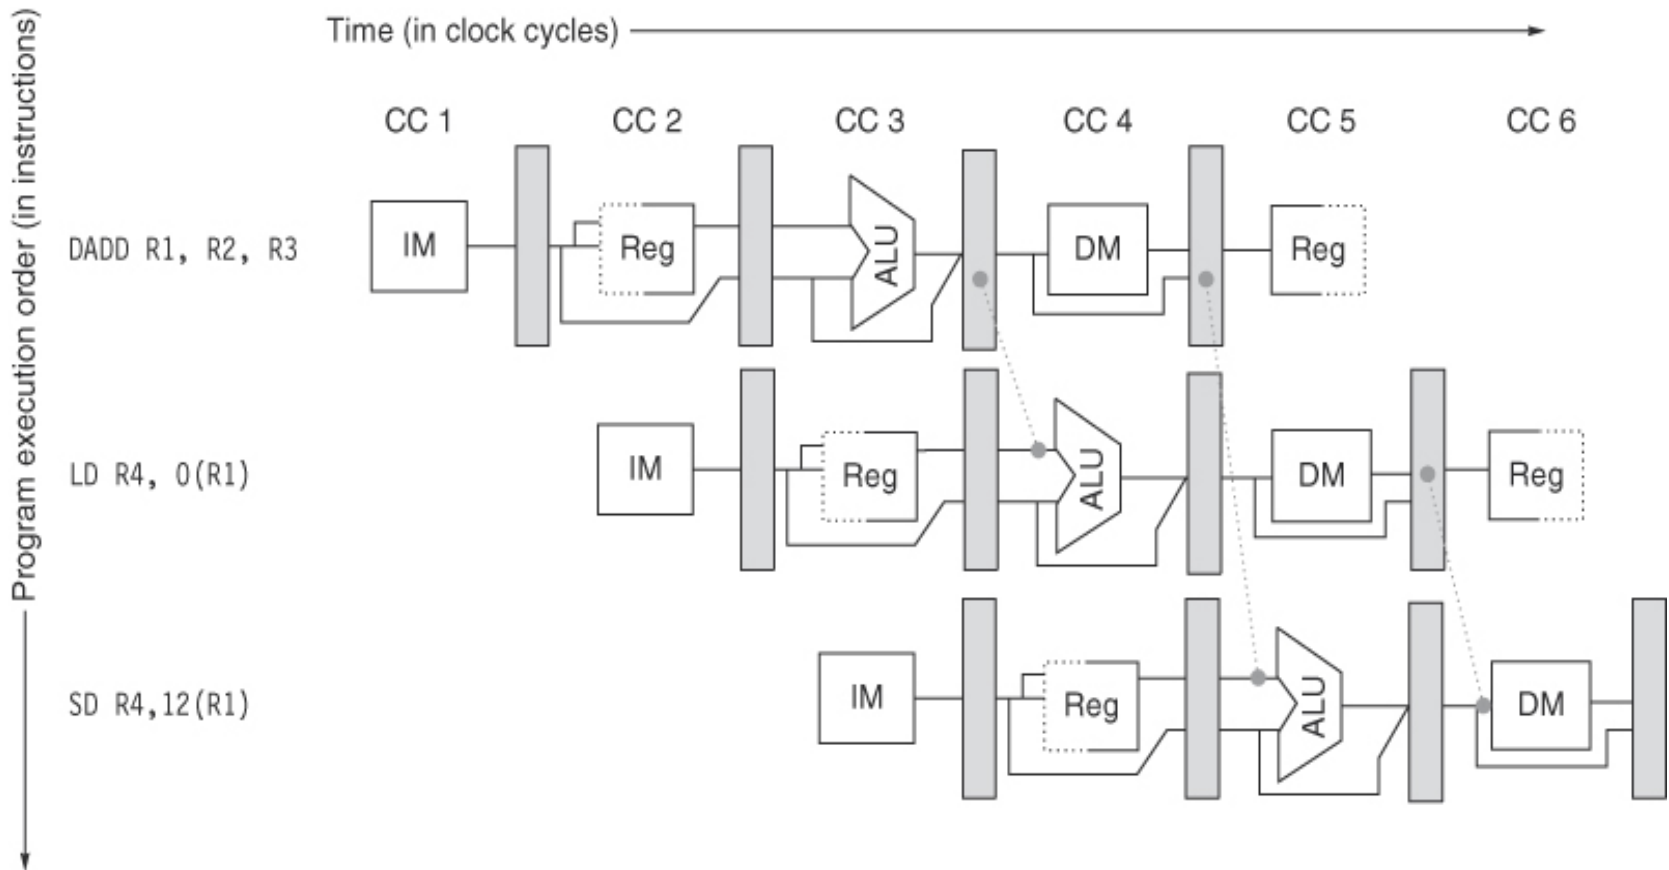 Time (in clock cycles)
CC 1 CC 2 CC 3 CC 4 CC 5 CC 6
Program execution order (in instructions)
DADD R1, R2, R3 IM Reg ALU DM Reg
LD R4, 0(R1) IM Reg ALU DM Reg
SD R4,12(R1) IM Reg ALU DM